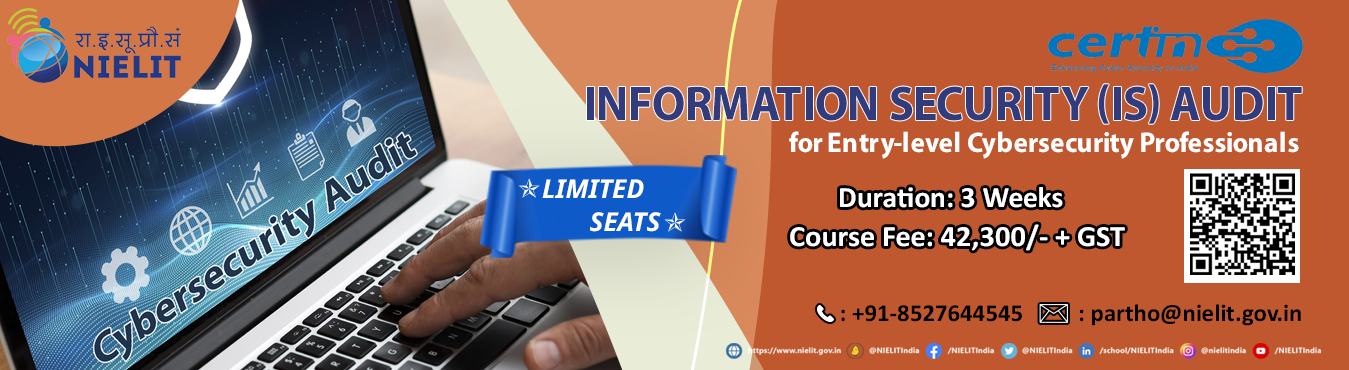 रा.इ.सू.प्रौ.सं
NIELIT
Cybersecurity Audit
LIMITED
SEATS
certin
INFORMATION SECURITY (IS) AUDIT
for Entry-level Cybersecurity Professionals
Duration: 3 Weeks
Course Fee: 42,300/- + GST
: +91-8527644545 : partho@nielit.gov.in
https://www.nielit.gov.in @NIELITIndia /NIELITIndia @NIELITIndia /school/NIELITIndia @nielitindia /NIELITIndia